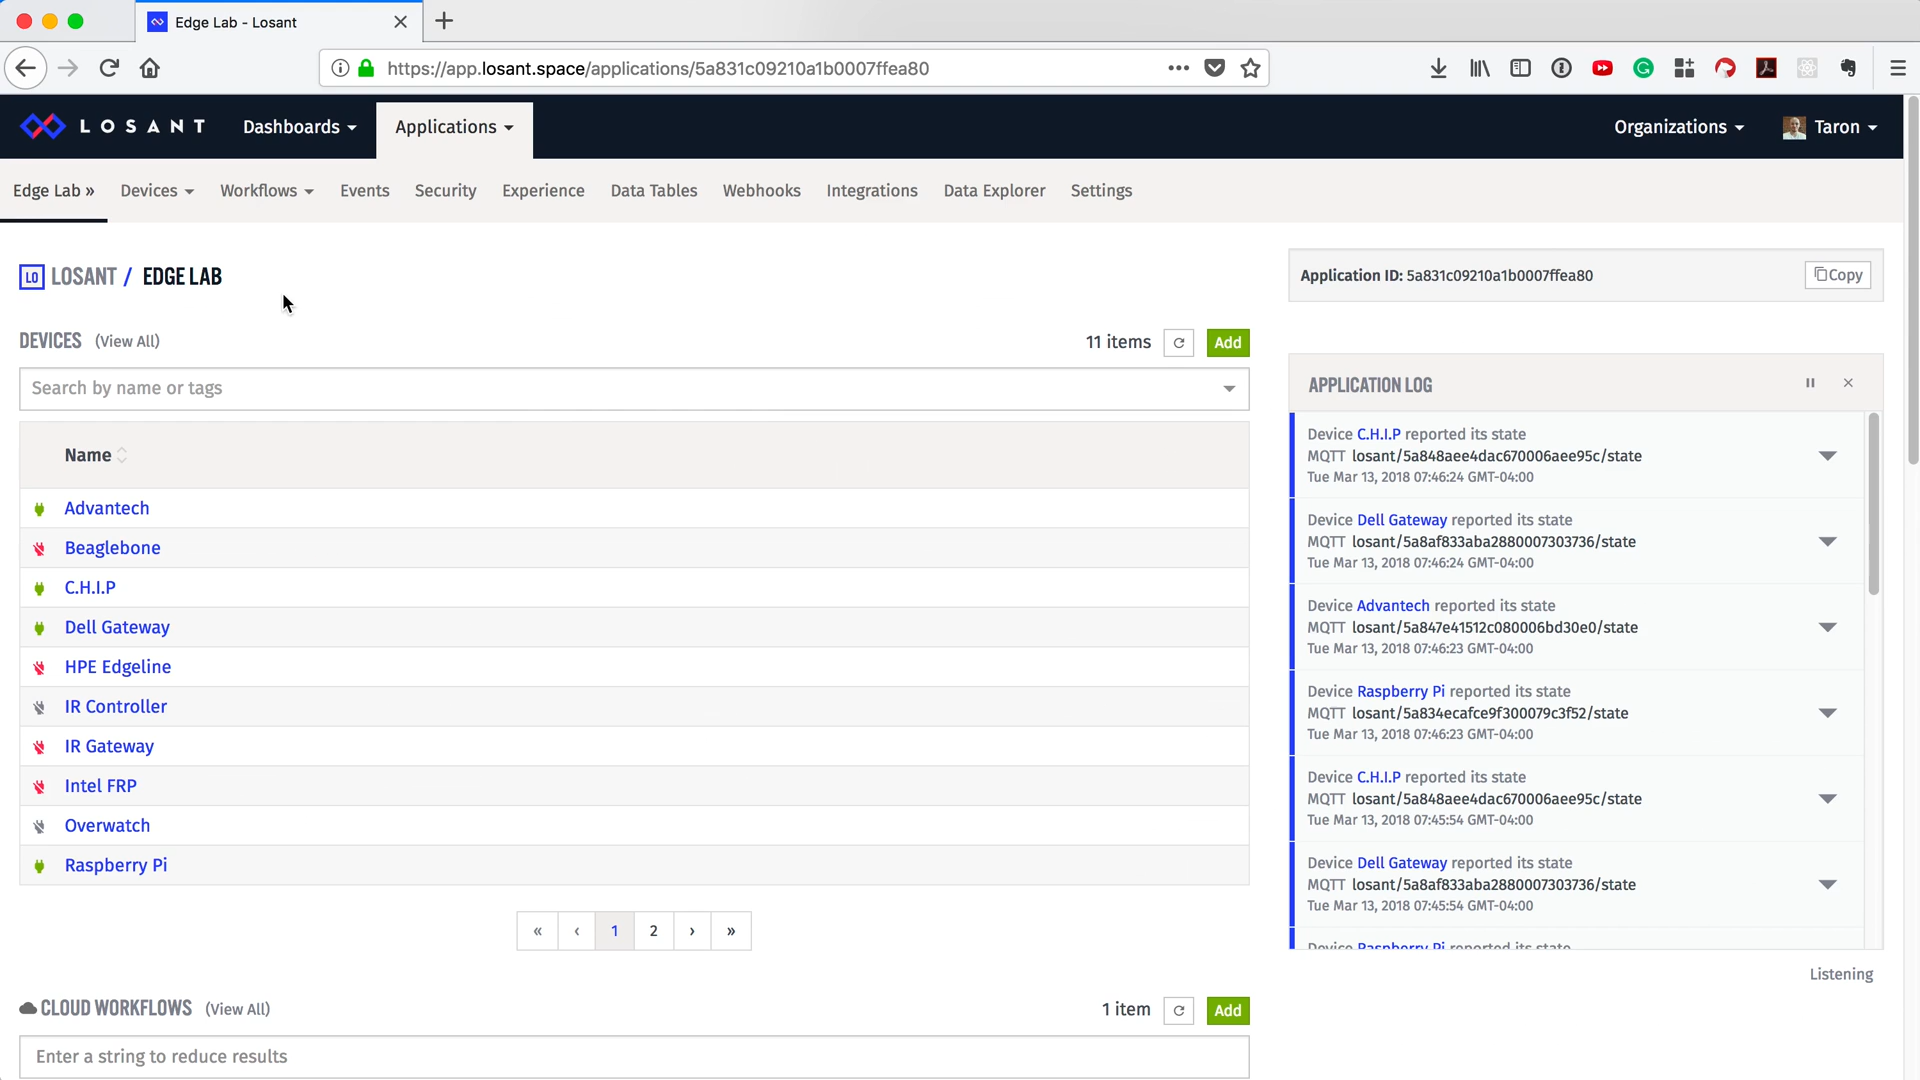 Edge Lab - Losant
https://app.losant.space/applications/5a831c09210a1b0007ffea80
LOSANT
Dashboards
Applications
Organizations
Taron
Edge Lab »
Devices
Workflows
Events
Security
Experience
Data Tables
Webhooks
Integrations
Data Explorer
Settings
LO LOSANT / EDGE LAB
DEVICES (View All)
11 items
Add
Search by name or tags
Name
Advantech
Beaglebone
C.H.I.P
Dell Gateway
HPE Edgeline
IR Controller
IR Gateway
Intel FRP
Overwatch
Raspberry Pi
« ‹ 1 2 › »
CLOUD WORKFLOWS (View All)
1 item
Add
Enter a string to reduce results
Application ID: 5a831c09210a1b0007ffea80
Copy
APPLICATION LOG
Device C.H.I.P reported its state
MQTT losant/5a848aee4dac670006aee95c/state
Tue Mar 13, 2018 07:46:24 GMT-04:00
Device Dell Gateway reported its state
MQTT losant/5a8af833aba2880007303736/state
Tue Mar 13, 2018 07:46:24 GMT-04:00
Device Advantech reported its state
MQTT losant/5a847e41512c080006bd30e0/state
Tue Mar 13, 2018 07:46:23 GMT-04:00
Device Raspberry Pi reported its state
MQTT losant/5a834ecafce9f300079c3f52/state
Tue Mar 13, 2018 07:46:23 GMT-04:00
Device C.H.I.P reported its state
MQTT losant/5a848aee4dac670006aee95c/state
Tue Mar 13, 2018 07:45:54 GMT-04:00
Device Dell Gateway reported its state
MQTT losant/5a8af833aba2880007303736/state
Tue Mar 13, 2018 07:45:54 GMT-04:00
Device Raspberry Pi reported its state
Listening